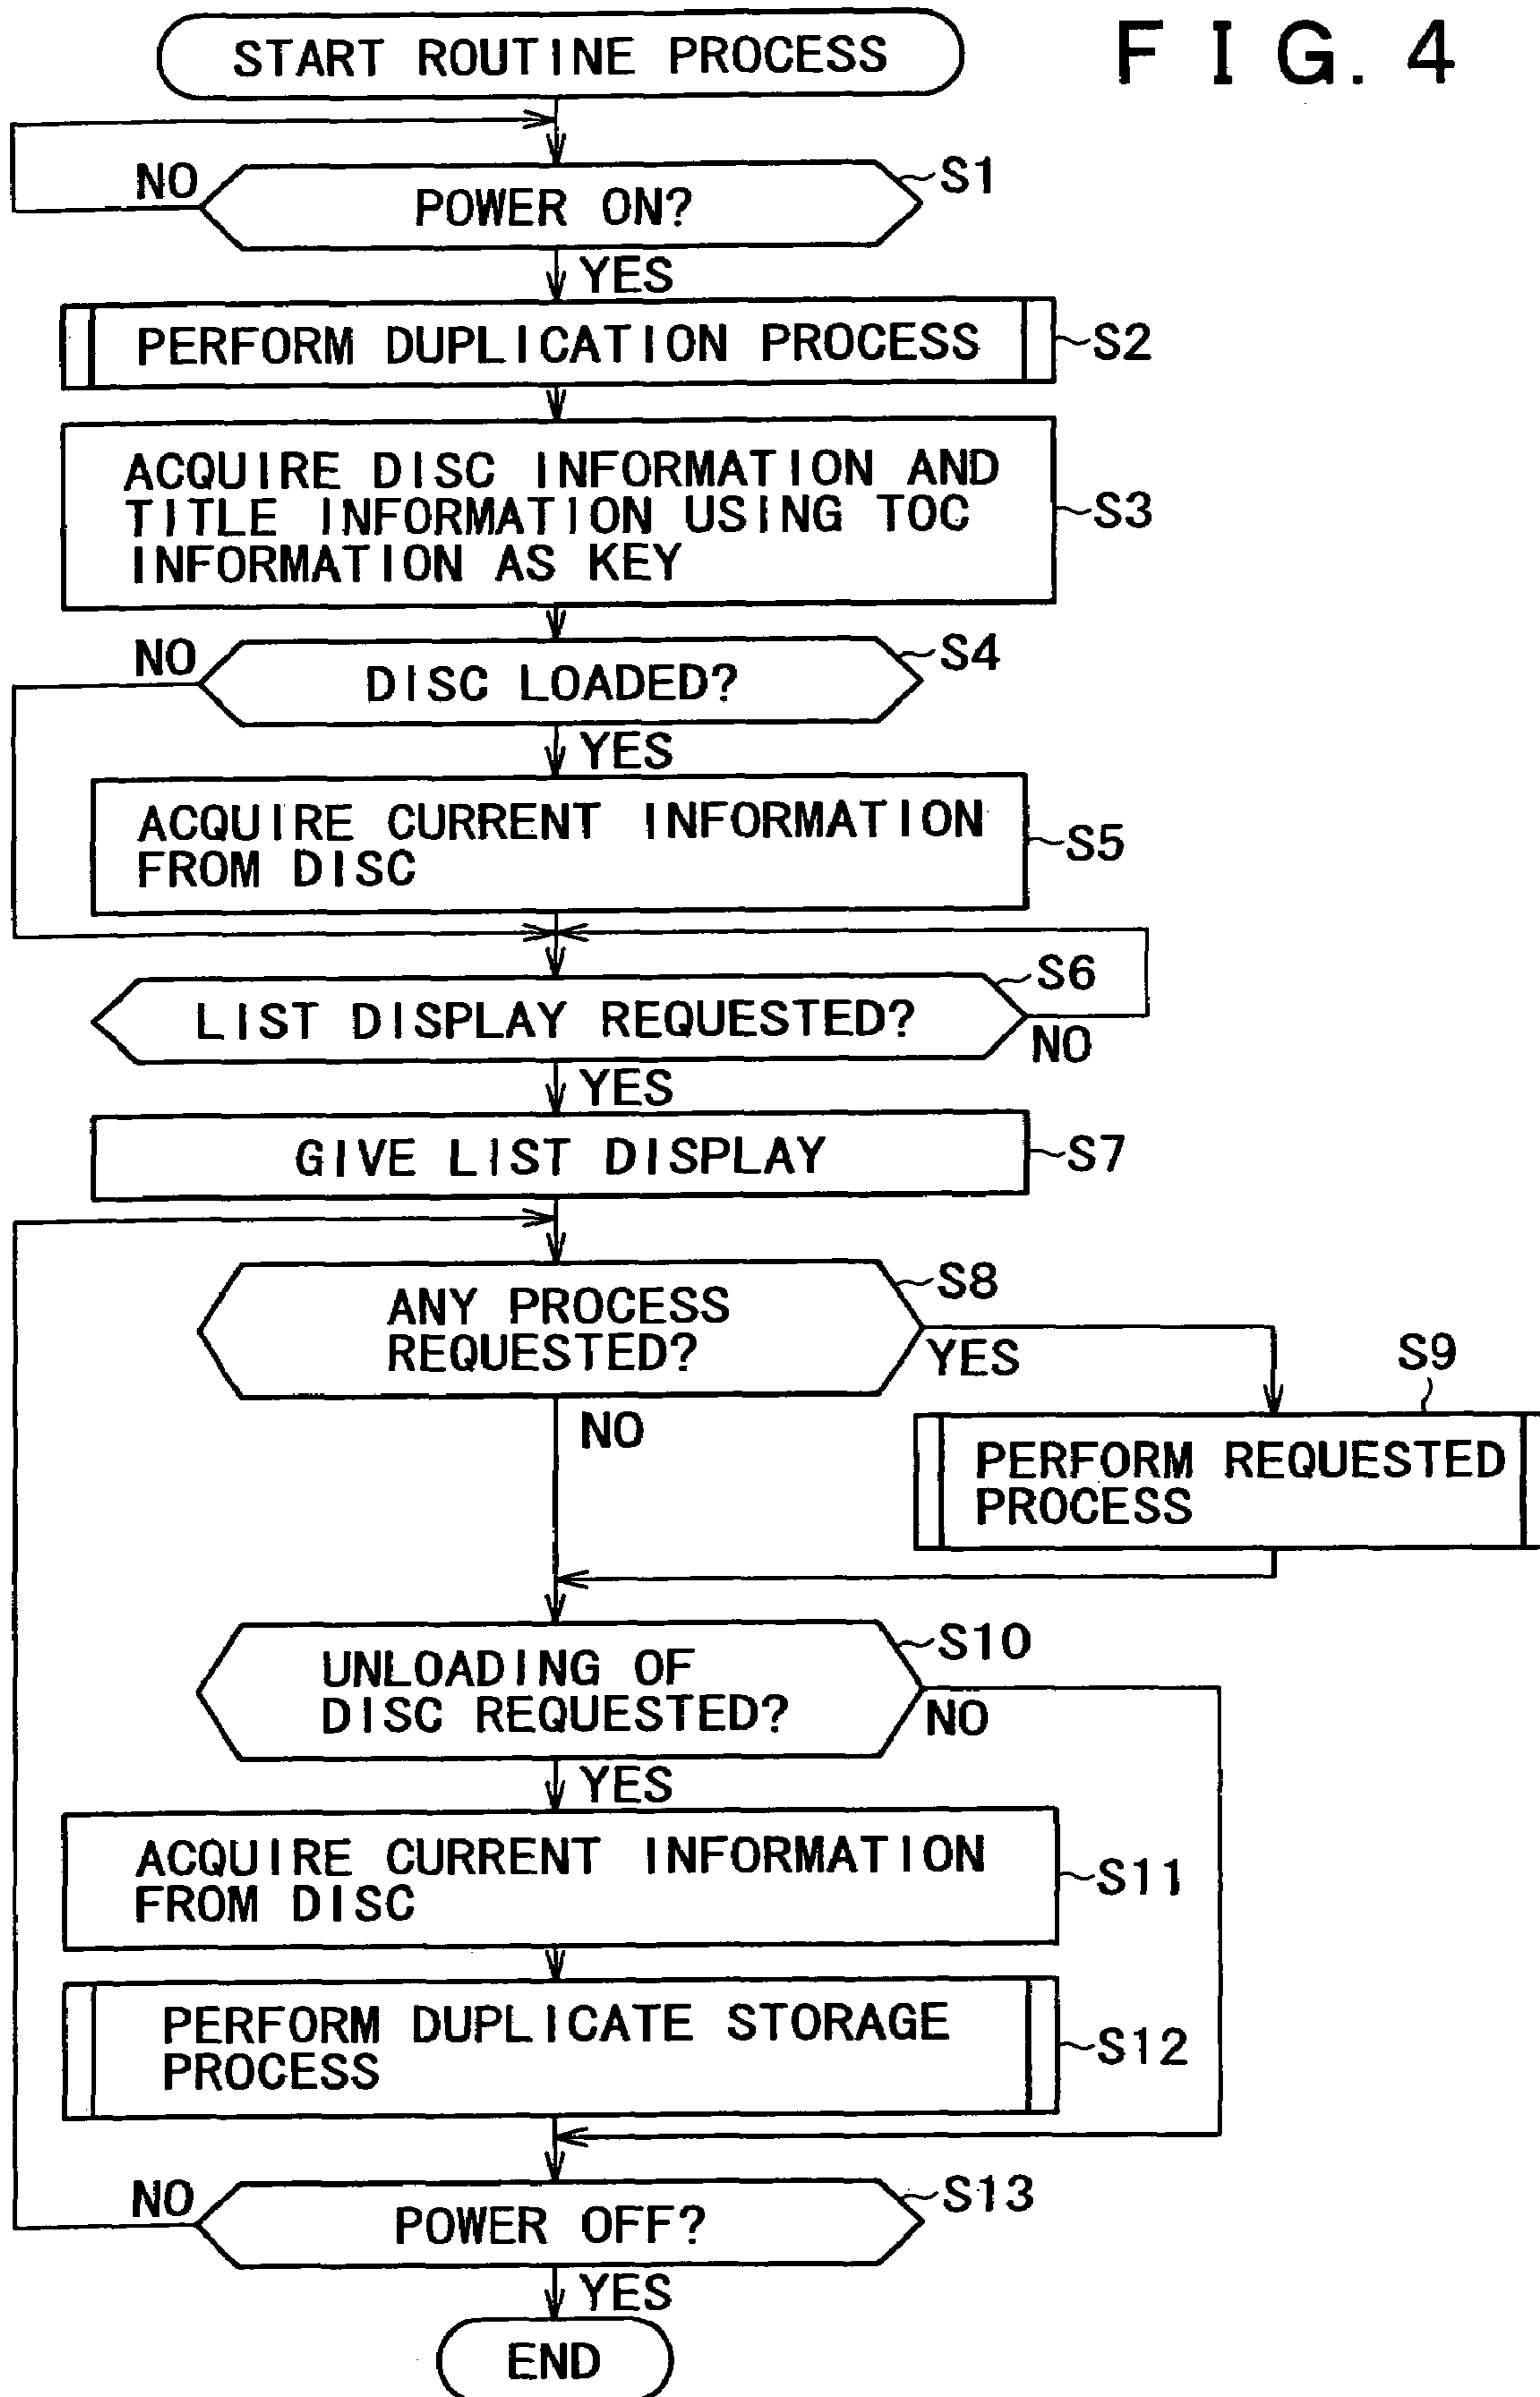 FIG. 4
START ROUTINE PROCESS
NO
POWER ON?
S1
YES
PERFORM DUPLICATION PROCESS
S2
ACQUIRE DISC INFORMATION AND
TITLE INFORMATION USING TOC
INFORMATION AS KEY
S3
NO
DISC LOADED?
S4
YES
ACQUIRE CURRENT INFORMATION
FROM DISC
S5
LIST DISPLAY REQUESTED?
S6
NO
YES
GIVE LIST DISPLAY
S7
ANY PROCESS
REQUESTED?
S8
YES
NO
S9
PERFORM REQUESTED
PROCESS
UNLOADING OF
DISC REQUESTED?
S10
NO
YES
ACQUIRE CURRENT INFORMATION
FROM DISC
S11
PERFORM DUPLICATE STORAGE
PROCESS
S12
NO
POWER OFF?
S13
YES
END